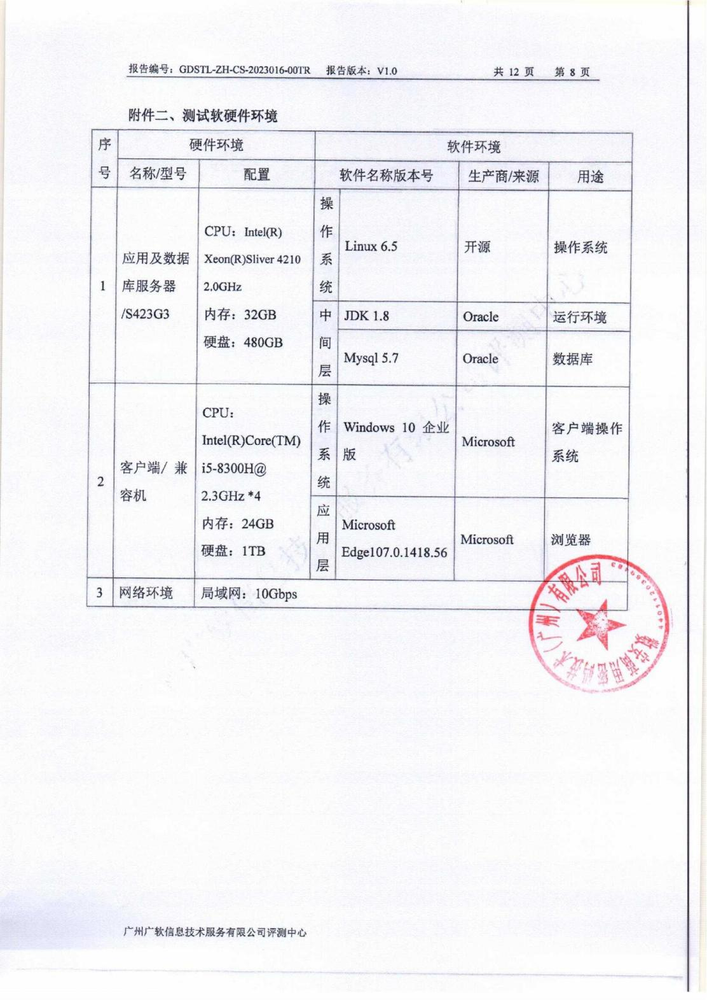 报告编号：GDSTL-ZH-CS-2023016-00TR 报告版本：V1.0 共 12 页 第 8 页
附件二、测试软硬件环境
序号 硬件环境 软件环境
名称/型号 配置 软件名称版本号 生产商/来源 用途
1
应用及数据
库服务器
/S423G3
CPU：Intel(R)
Xeon(R)Sliver 4210
2.0GHz
内存：32GB
硬盘：480GB
操作系统
Linux 6.5 开源 操作系统
中间层
JDK 1.8 Oracle 运行环境
Mysql 5.7 Oracle 数据库
2
客户端/ 兼
容机
CPU：
Intel(R)Core(TM)
i5-8300H@
2.3GHz *4
内存：24GB
硬盘：1TB
操作系统
Windows 10 企业
版
Microsoft
客户端操作
系统
应用层
Microsoft
Edge107.0.1418.56
Microsoft
浏览器
3 网络环境 局域网：10Gbps
数安商用密码技术（广州）有限公司
广州广软信息技术服务有限公司评测中心